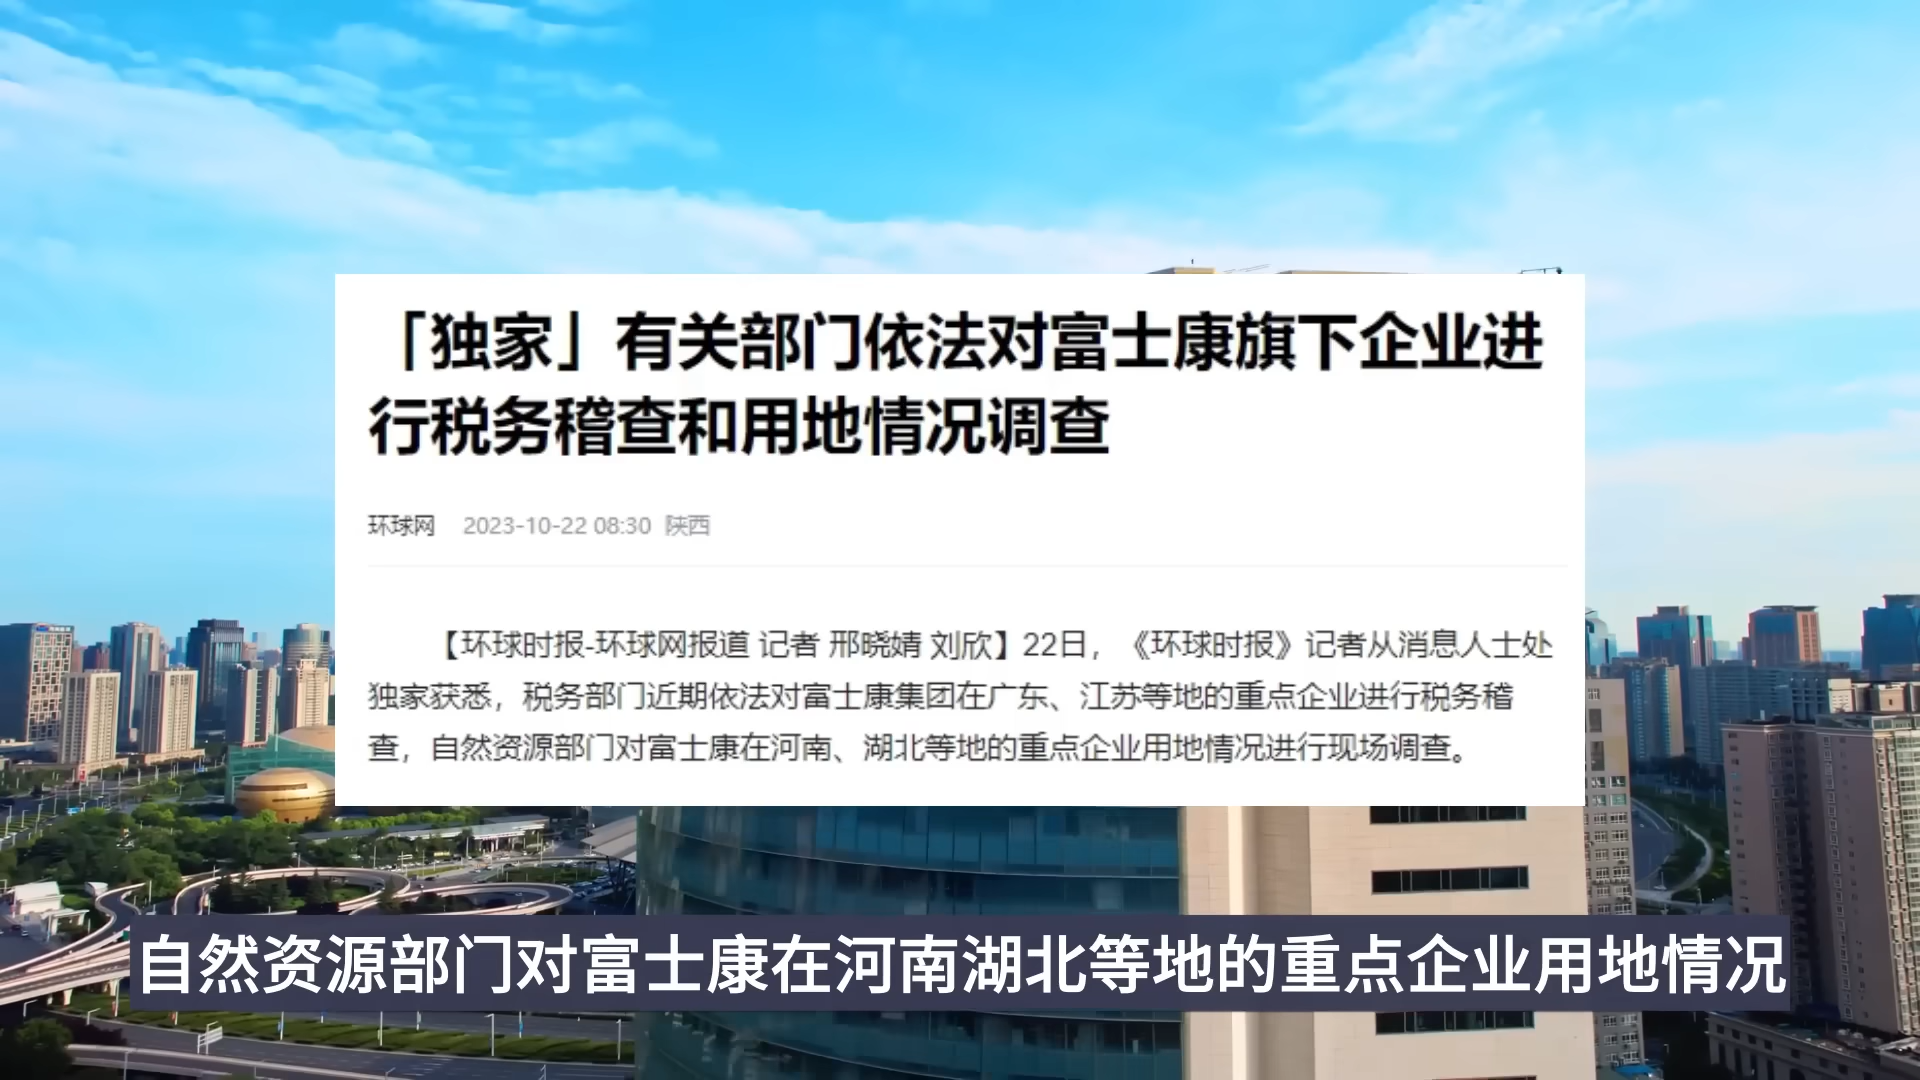 「独家」有关部门依法对富士康旗下企业进
行税务稽查和用地情况调查
环球网 2023-10-22 08:30 陕西
【环球时报-环球网报道 记者 邢晓婧 刘欣】22日，《环球时报》记者从消息人士处
独家获悉，税务部门近期依法对富士康集团在广东、江苏等地的重点企业进行税务稽
查，自然资源部门对富士康在河南、湖北等地的重点企业用地情况进行现场调查。
自然资源部门对富士康在河南湖北等地的重点企业用地情况